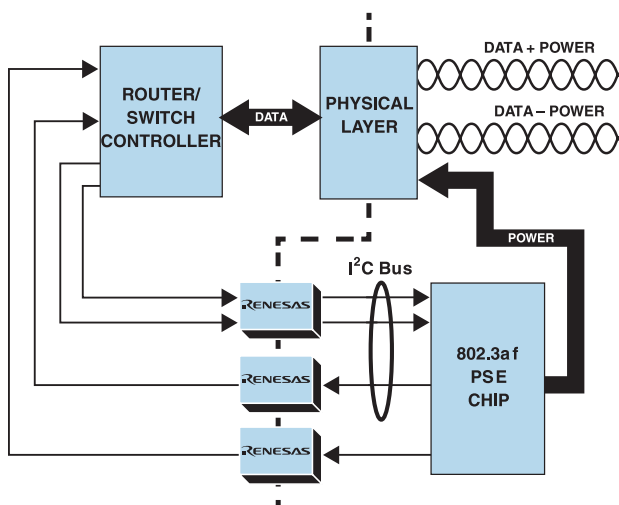 ROUTER/
SWITCH
CONTROLLER
DATA
PHYSICAL
LAYER
DATA + POWER
DATA – POWER
POWER
I²C Bus
RENESAS
RENESAS
RENESAS
802.3af
PSE
CHIP